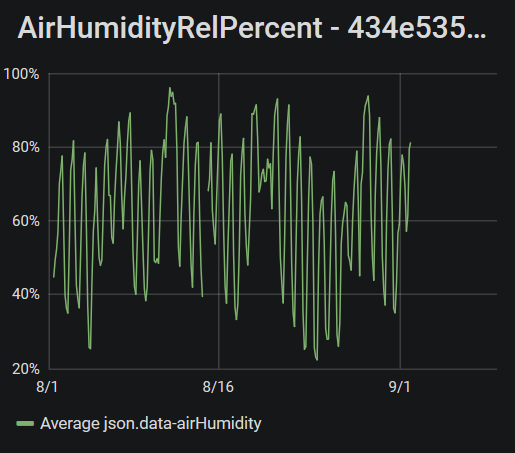 AirHumidityRelPercent - 434e535...
100%
80%
60%
40%
20%
8/1 8/16 9/1
Average json.data-airHumidity